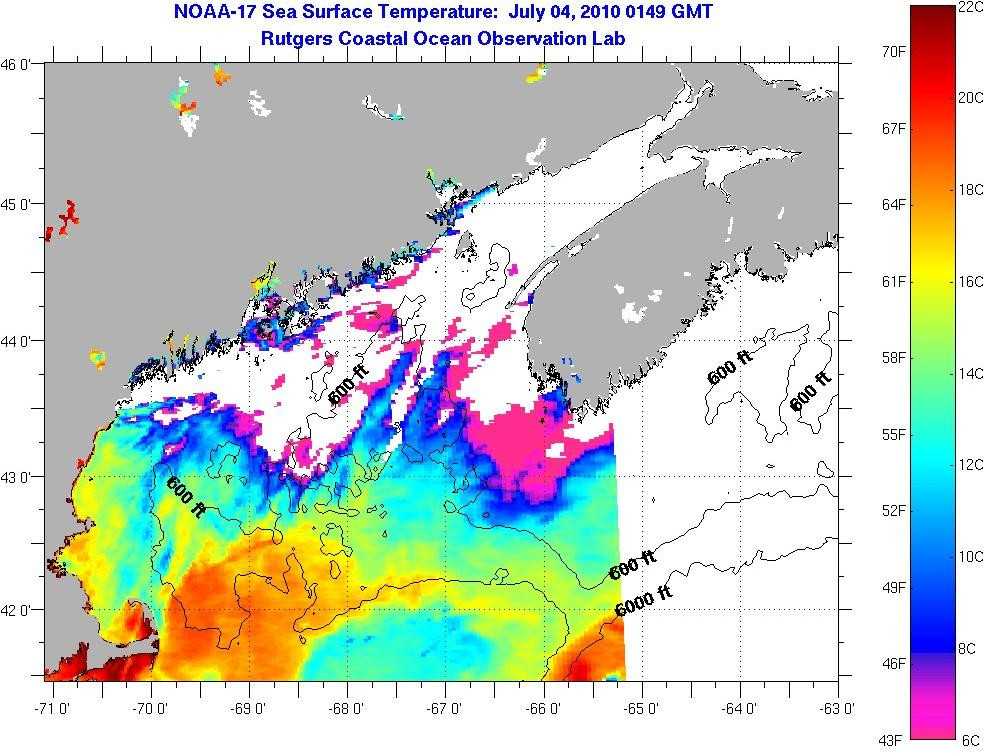 NOAA-17 Sea Surface Temperature:  July 04, 2010 0149 GMT
Rutgers Coastal Ocean Observation Lab
46 0'
45 0'
44 0'
43 0'
42 0'
-71 0' -70 0' -69 0' -68 0' -67 0' -66 0' -65 0' -64 0' -63 0'
600 ft
600 ft
600 ft
600 ft
600 ft
6000 ft
22C
70F
20C
67F
18C
64F
61F 16C
58F
14C
55F
12C
52F
10C
49F
8C
46F
43F 6C